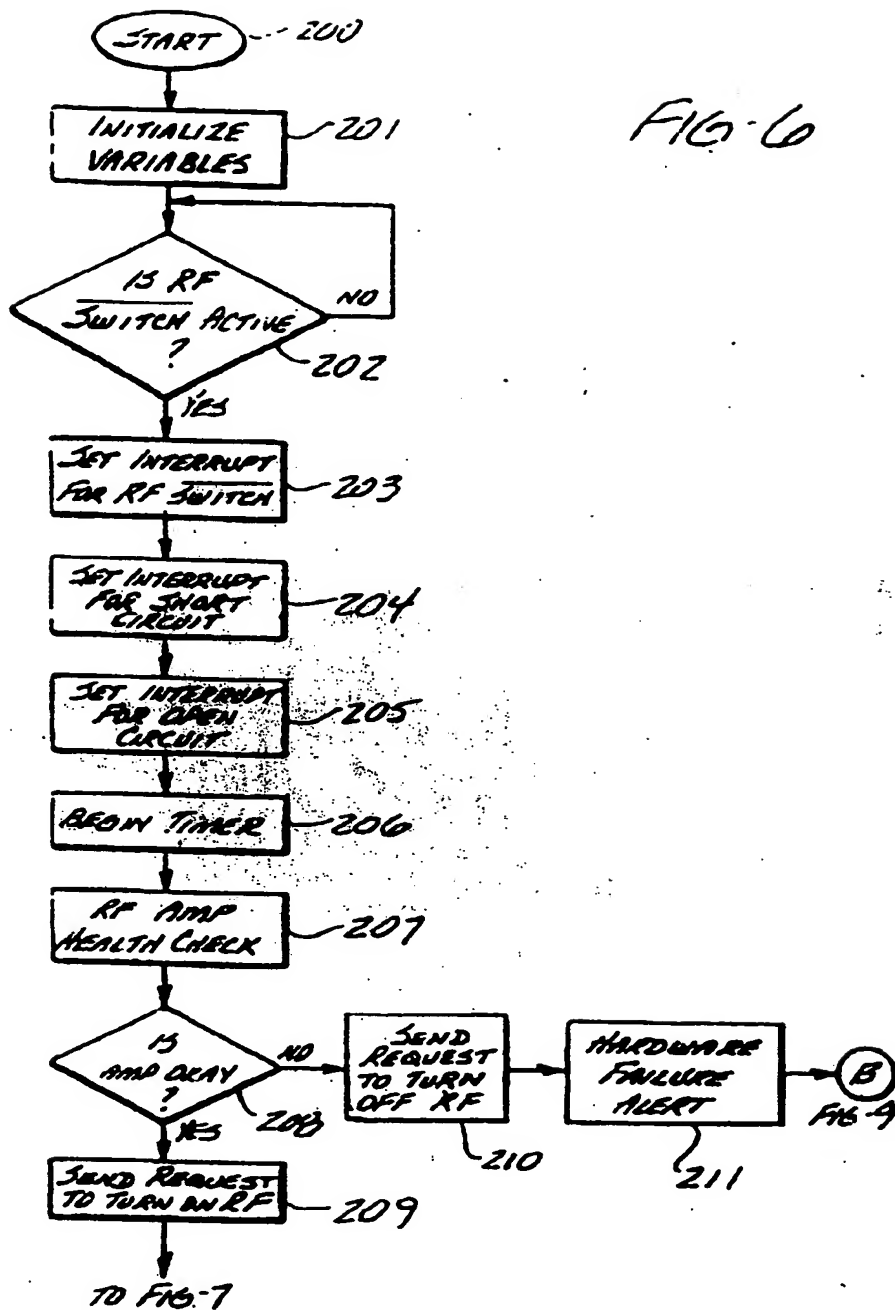 START
200
FIG-6
INITIALIZE
VARIABLES
201
IS RF
SWITCH ACTIVE
?
NO
202
YES
SET INTERRUPT
FOR RF SWITCH
203
SET INTERRUPT
FOR SHORT
CIRCUIT
204
SET INTERRUPT
FOR OPEN
CIRCUIT
205
BEGIN TIMER
206
RF AMP
HEALTH CHECK
207
IS
AMP OKAY
?
NO
208
YES
SEND REQUEST
TO TURN
OFF RF
210
HARDWARE
FAILURE
ALERT
211
B
FIG-9
SEND REQUEST
TO TURN ON RF
209
TO FIG-7